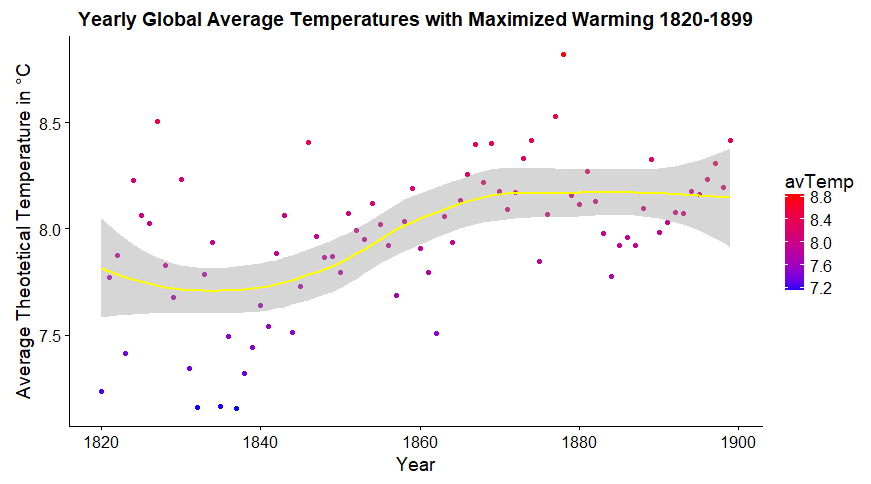 Yearly Global Average Temperatures with Maximized Warming 1820-1899
Average Theotetical Temperature in °C
8.5
8.0
7.5
1820 1840 1860 1880 1900
Year
avTemp
8.8
8.4
8.0
7.6
7.2